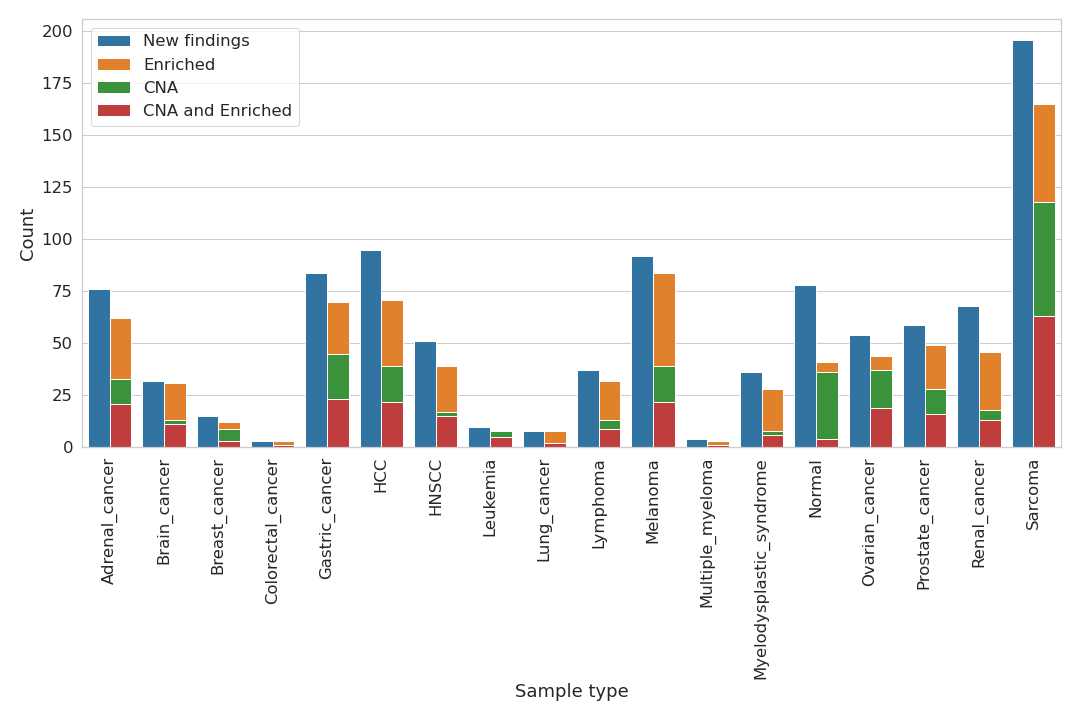 New findings
Enriched
CNA
CNA and Enriched
200
175
150
125
100
75
50
25
0
Count
Adrenal_cancer
Brain_cancer
Breast_cancer
Colorectal_cancer
Gastric_cancer
HCC
HNSCC
Leukemia
Lung_cancer
Lymphoma
Melanoma
Multiple_myeloma
Myelodysplastic_syndrome
Normal
Ovarian_cancer
Prostate_cancer
Renal_cancer
Sarcoma
Sample type